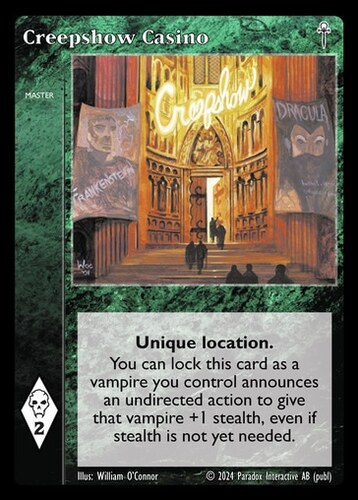 Creepshow Casino
MASTER
Creepshow
FRANKENSTEIN
DRACULA
Unique location.
You can lock this card as a
vampire you control announces
an undirected action to give
that vampire +1 stealth, even if
stealth is not yet needed.
2
Illus: William O'Connor
© 2024 Paradox Interactive AB (publ)